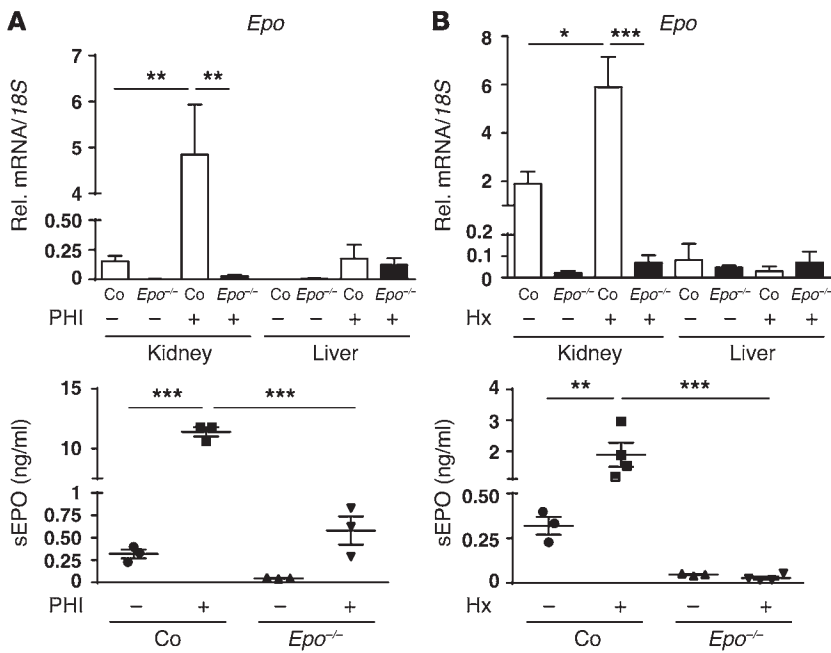 A
Epo
Rel. mRNA/18S
7
6
5
4
0.50
0.25
0
** **
Co Epo–/– Co Epo–/– Co Epo–/– Co Epo–/–
PHI – – + + – – + +
Kidney Liver
B
Epo
Rel. mRNA/18S
8
6
4
2
0.2
0.1
0
* ***
Co Epo–/– Co Epo–/– Co Epo–/– Co Epo–/–
Hx – – + + – – + +
Kidney Liver
sEPO (ng/ml)
15
10
1
0.75
0.50
0.25
0
*** ***
PHI – + – +
Co Epo–/–
sEPO (ng/ml)
4
3
2
1
0.50
0.25
0
** ***
Hx – + – +
Co Epo–/–